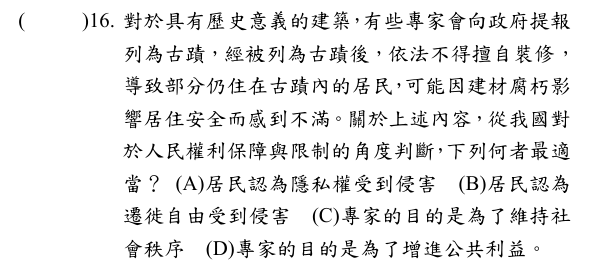 (　　)16. 對於具有歷史意義的建築，有些專家會向政府提報
列為古蹟，經被列為古蹟後，依法不得擅自裝修，
導致部分仍住在古蹟內的居民，可能因建材腐朽影
響居住安全而感到不滿。關於上述內容，從我國對
於人民權利保障與限制的角度判斷，下列何者最適
當？ (A)居民認為隱私權受到侵害　(B)居民認為
遷徙自由受到侵害　(C)專家的目的是為了維持社
會秩序　(D)專家的目的是為了增進公共利益。